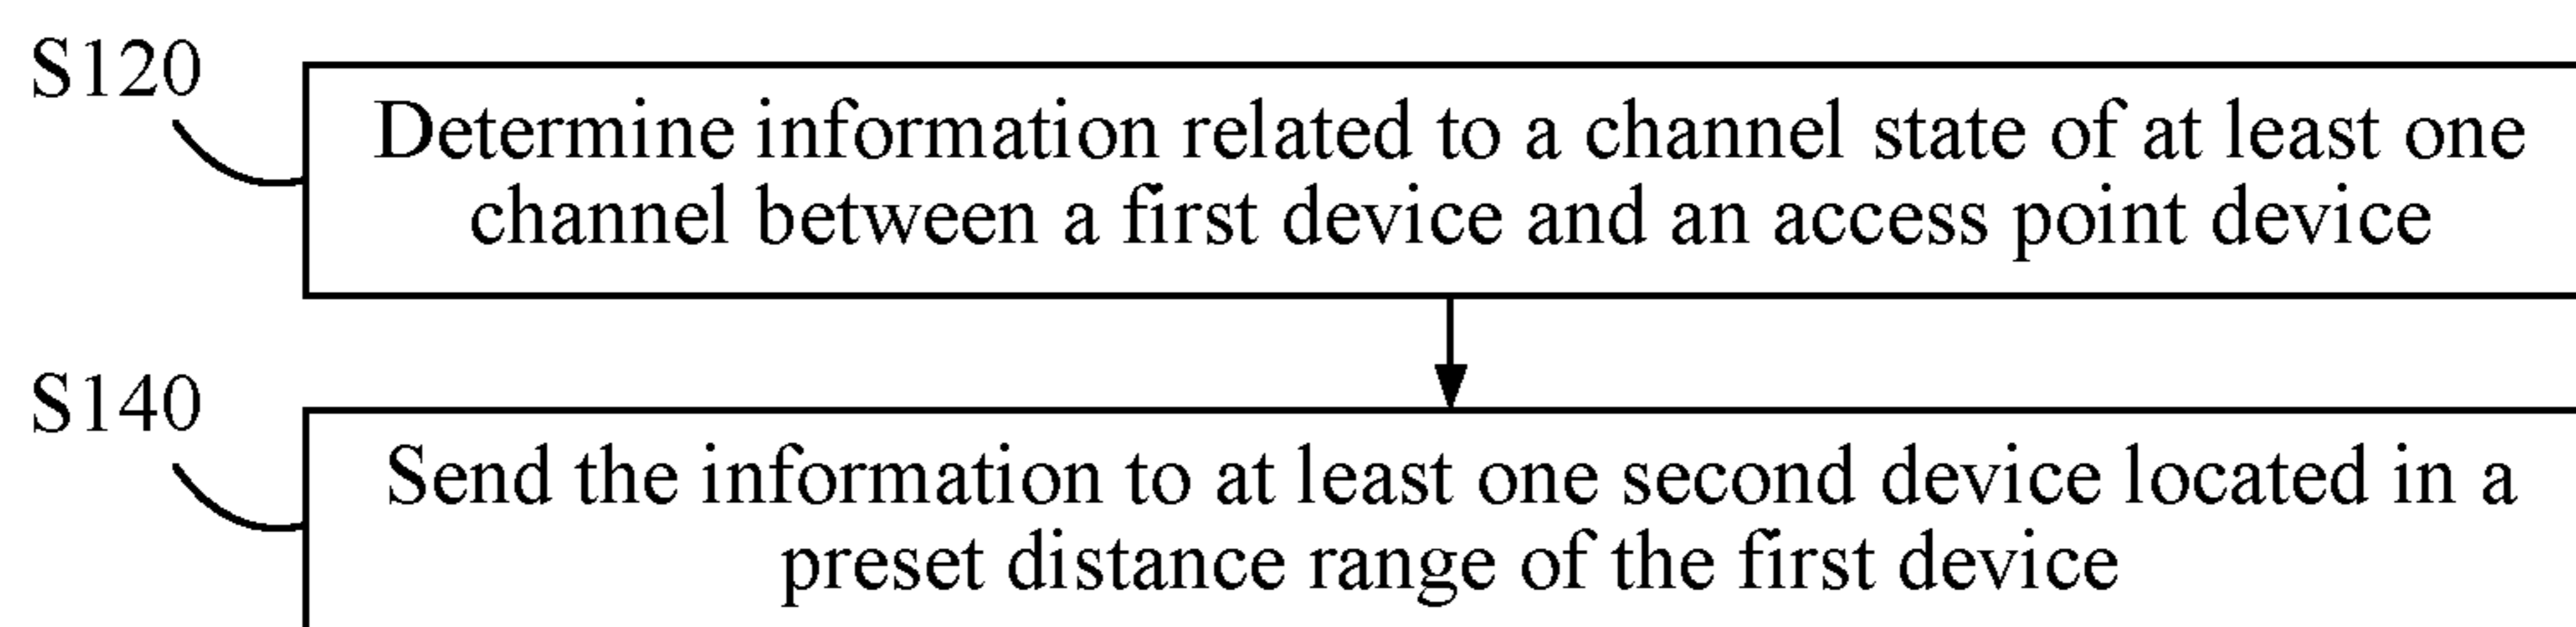 S120
Determine information related to a channel state of at least one
channel between a first device and an access point device
S140
Send the information to at least one second device located in a
preset distance range of the first device